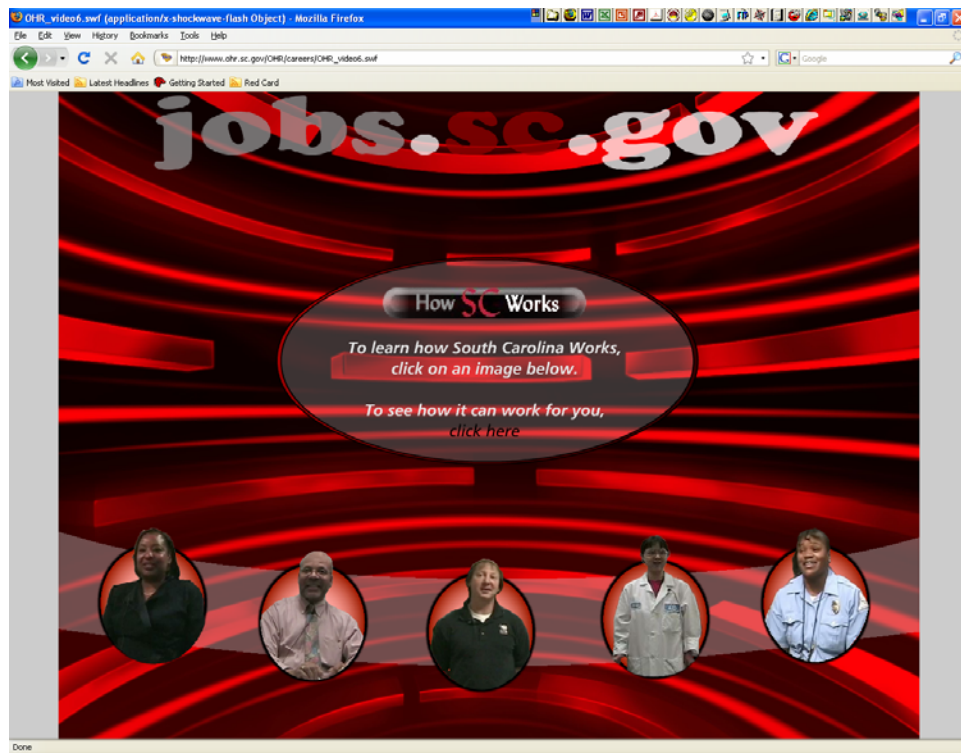 OHR_video6.swf (application/x-shockwave-flash Object) - Mozilla Firefox
File Edit View History Bookmarks Tools Help
http://www.ohr.sc.gov/OHR/careers/OHR_video6.swf
Google
Most Visited Latest Headlines Getting Started Red Card
jobs.sc.gov
How SC Works
To learn how South Carolina Works,
click on an image below.
To see how it can work for you,
click here
Done